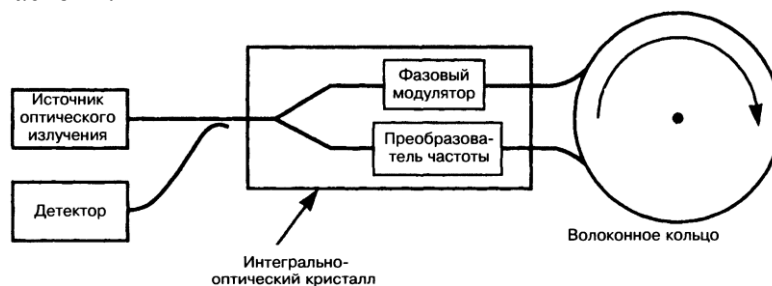 Источник
оптического
излучения
Детектор
Фазовый
модулятор
Преобразова-
тель частоты
Интегрально-
оптический кристалл
Волоконное кольцо